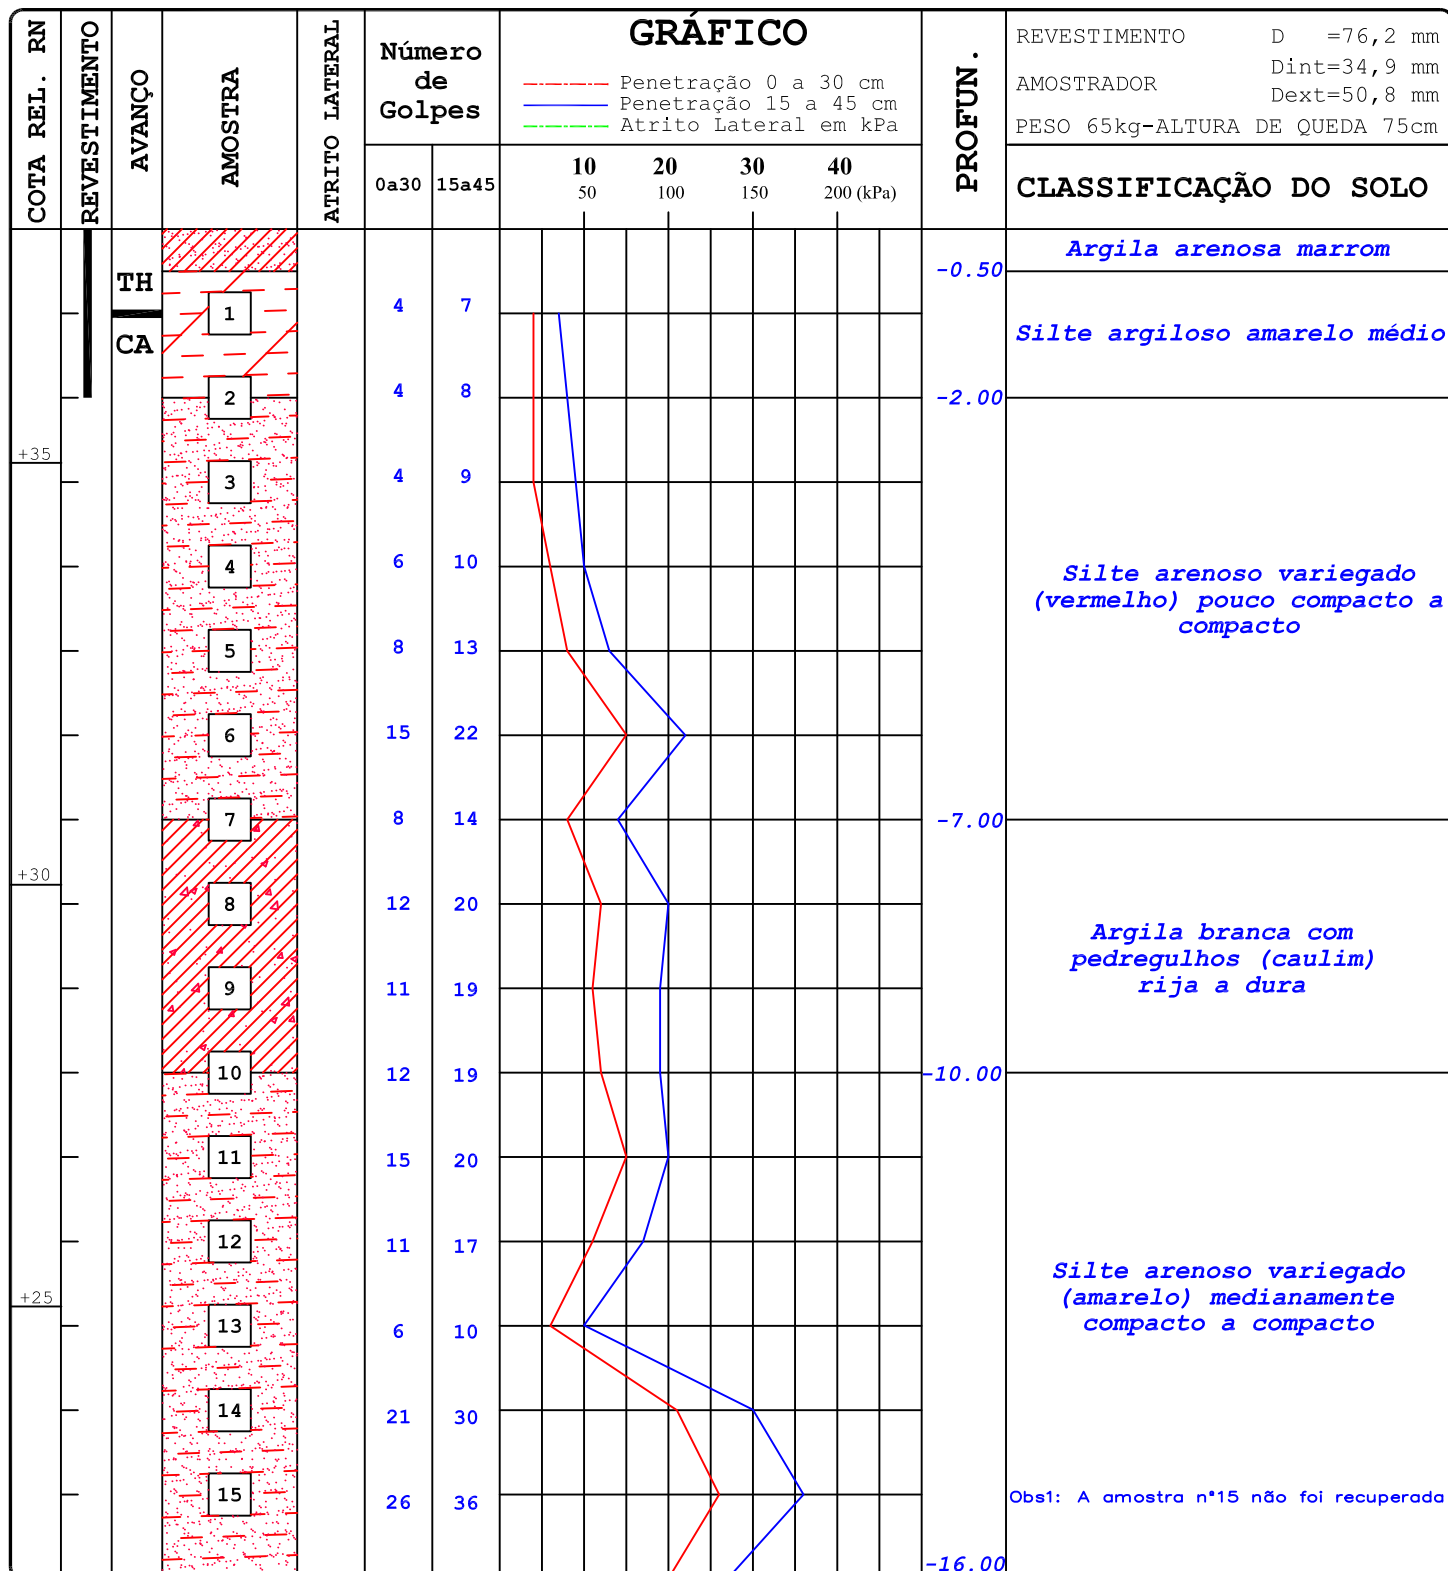 COTA REL. RN
REVESTIMENTO
AVANÇO
AMOSTRA
ATRITO LATERAL
Número
de
Golpes
0a30 15a45
GRÁFICO
Penetração 0 a 30 cm
Penetração 15 a 45 cm
Atrito Lateral em kPa
10 20 30 40
50 100 150 200 (kPa)
PROFUN.
REVESTIMENTO D =76,2 mm
Dint=34,9 mm
AMOSTRADOR
Dext=50,8 mm
PESO 65kg-ALTURA DE QUEDA 75cm
CLASSIFICAÇÃO DO SOLO
Argila arenosa marrom
-0.50
TH
1 4 7
CA
Silte argiloso amarelo médio
2 4 8
-2.00
+35
3 4 9
4 6 10
Silte arenoso variegado
(vermelho) pouco compacto a
compacto
5 8 13
6 15 22
7 8 14
-7.00
+30
8 12 20
Argila branca com
pedregulhos (caulim)
rija a dura
9 11 19
10 12 19
-10.00
11 15 20
12 11 17
Silte arenoso variegado
(amarelo) medianamente
compacto a compacto
+25
13 6 10
14 21 30
15 26 36
Obs1: A amostra nº15 não foi recuperada
-16.00